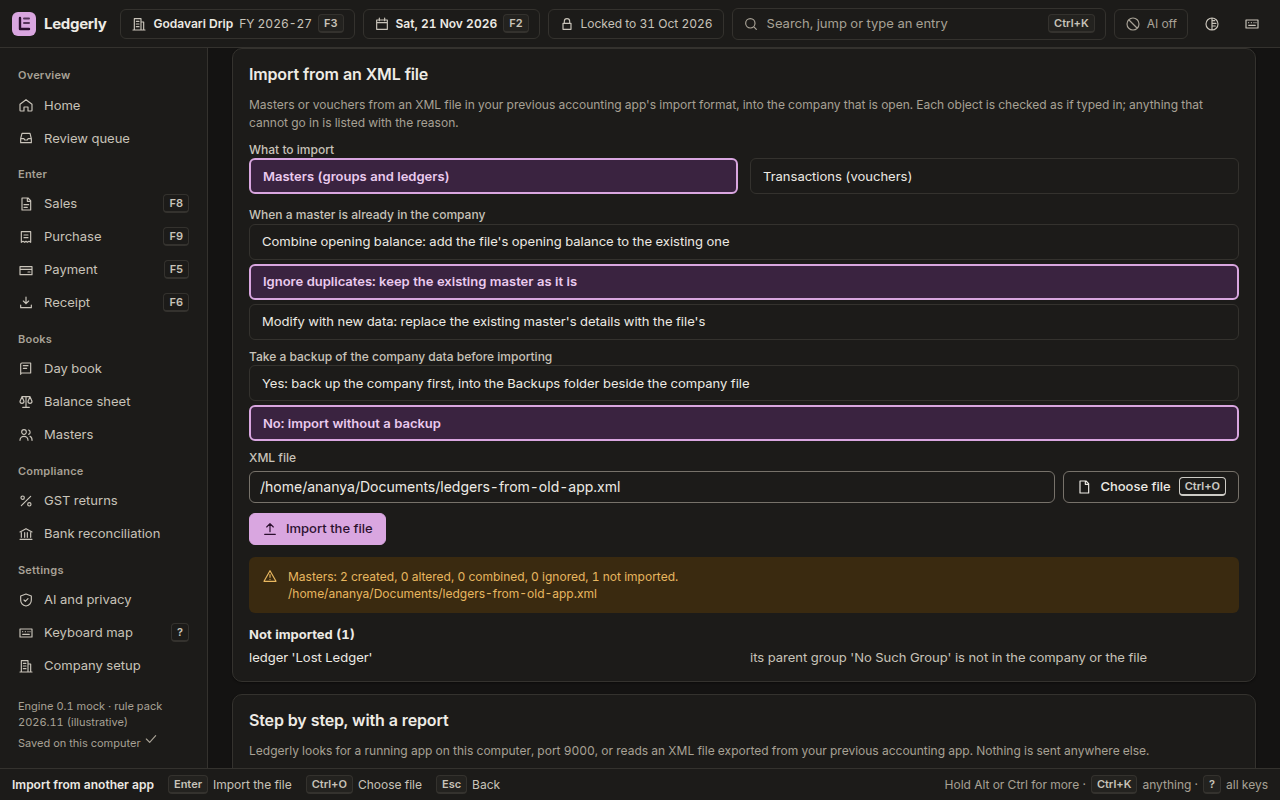 Ledgerly
Godavari Drip FY 2026-27 F3
Sat, 21 Nov 2026 F2
Locked to 31 Oct 2026
Search, jump or type an entry Ctrl+K
AI off
Overview
Home
Review queue
Enter
Sales F8
Purchase F9
Payment F5
Receipt F6
Books
Day book
Balance sheet
Masters
Compliance
GST returns
Bank reconciliation
Settings
AI and privacy
Keyboard map ?
Company setup
Engine 0.1 mock · rule pack
2026.11 (illustrative)
Saved on this computer
Import from an XML file
Masters or vouchers from an XML file in your previous accounting app's import format, into the company that is open. Each object is checked as if typed in; anything that
cannot go in is listed with the reason.
What to import
Masters (groups and ledgers)
Transactions (vouchers)
When a master is already in the company
Combine opening balance: add the file's opening balance to the existing one
Ignore duplicates: keep the existing master as it is
Modify with new data: replace the existing master's details with the file's
Take a backup of the company data before importing
Yes: back up the company first, into the Backups folder beside the company file
No: import without a backup
XML file
/home/ananya/Documents/ledgers-from-old-app.xml
Choose file Ctrl+O
Import the file
Masters: 2 created, 0 altered, 0 combined, 0 ignored, 1 not imported.
/home/ananya/Documents/ledgers-from-old-app.xml
Not imported (1)
ledger 'Lost Ledger' its parent group 'No Such Group' is not in the company or the file
Step by step, with a report
Ledgerly looks for a running app on this computer, port 9000, or reads an XML file exported from your previous accounting app. Nothing is sent anywhere else.
Import from another app Enter Import the file Ctrl+O Choose file Esc Back
Hold Alt or Ctrl for more · Ctrl+K anything · ? all keys